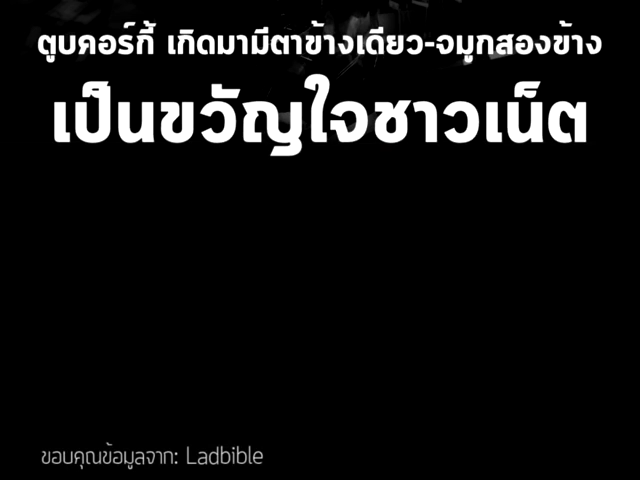 ตูบคอร์กี้ เกิดมามีตาข้างเดียว-จมูกสองข้าง
เป็นขวัญใจชาวเน็ต
ขอบคุณข้อมูลจาก: Ladbible